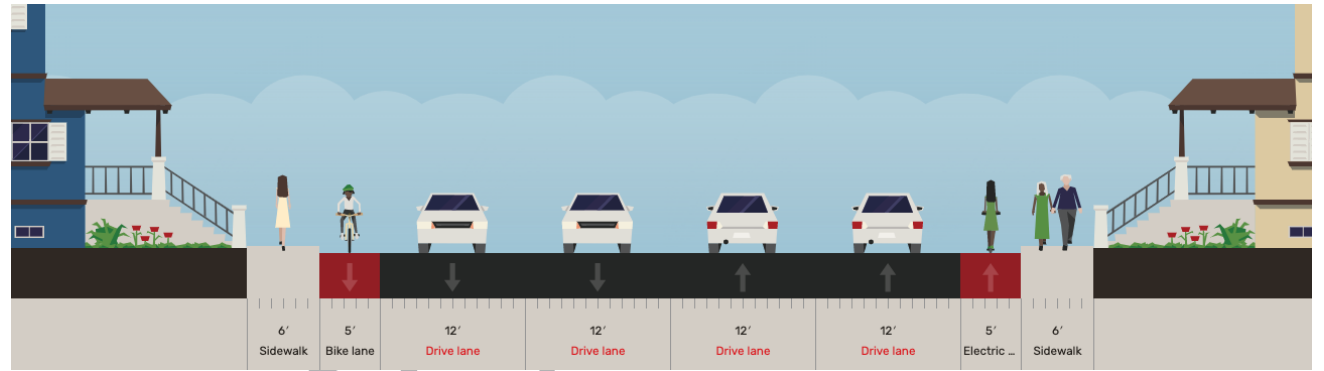 6′
Sidewalk
5′
Bike lane
12′
Drive lane
12′
Drive lane
12′
Drive lane
12′
Drive lane
5′
Electric ...
6′
Sidewalk